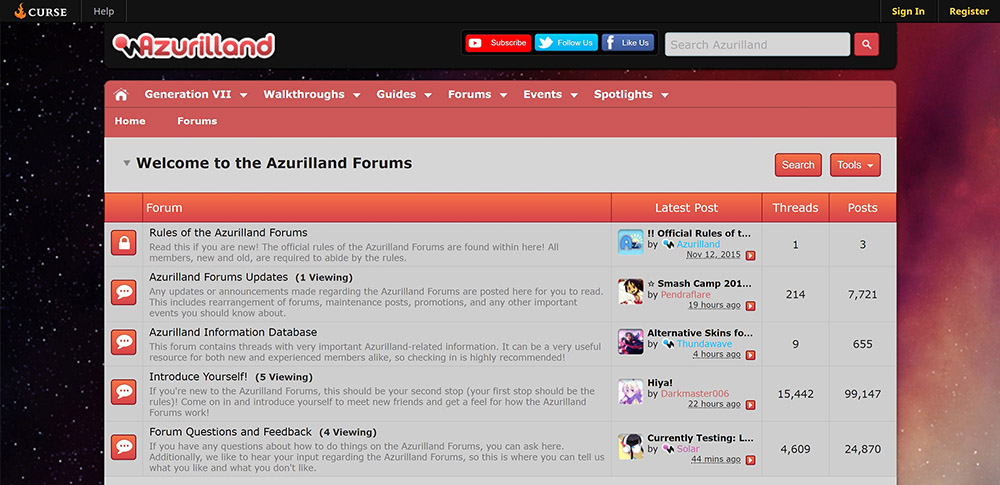 CURSE Help Sign In Register
Azurilland Subscribe Follow Us Like Us Search Azurilland
Generation VII Walkthroughs Guides Forums Events Spotlights
Home Forums
Welcome to the Azurilland Forums Search Tools
Forum Latest Post Threads Posts
Rules of the Azurilland Forums
Read this if you are new! The official rules of the Azurilland Forums are found within here! All
members, new and old, are required to abide by the rules.
!! Official Rules of t...
by Azurilland
Nov 12, 2015
1 3
Azurilland Forums Updates (1 Viewing)
Any updates or announcements made regarding the Azurilland Forums are posted here for you to read.
This includes rearrangement of forums, maintenance posts, promotions, and any other important
events you should know about.
☆ Smash Camp 201...
by Pendraflare
19 hours ago
214 7,721
Azurilland Information Database
This forum contains threads with very important Azurilland-related information. It can be a very useful
resource for both new and experienced members alike, so checking in is highly recommended!
Alternative Skins fo...
by Thundawave
4 hours ago
9 655
Introduce Yourself! (5 Viewing)
If you're new to the Azurilland Forums, this should be your second stop (your first stop should be the
rules)! Come on in and introduce yourself to meet new friends and get a feel for how the Azurilland
Forums work!
Hiya!
by Darkmaster006
22 hours ago
15,442 99,147
Forum Questions and Feedback (4 Viewing)
If you have any questions about how to do things on the Azurilland Forums, you can ask here.
Additionally, we like to hear your input regarding the Azurilland Forums, so this is where you can tell us
what you like and what you don't like.
Currently Testing: L...
by Solar
44 mins ago
4,609 24,870